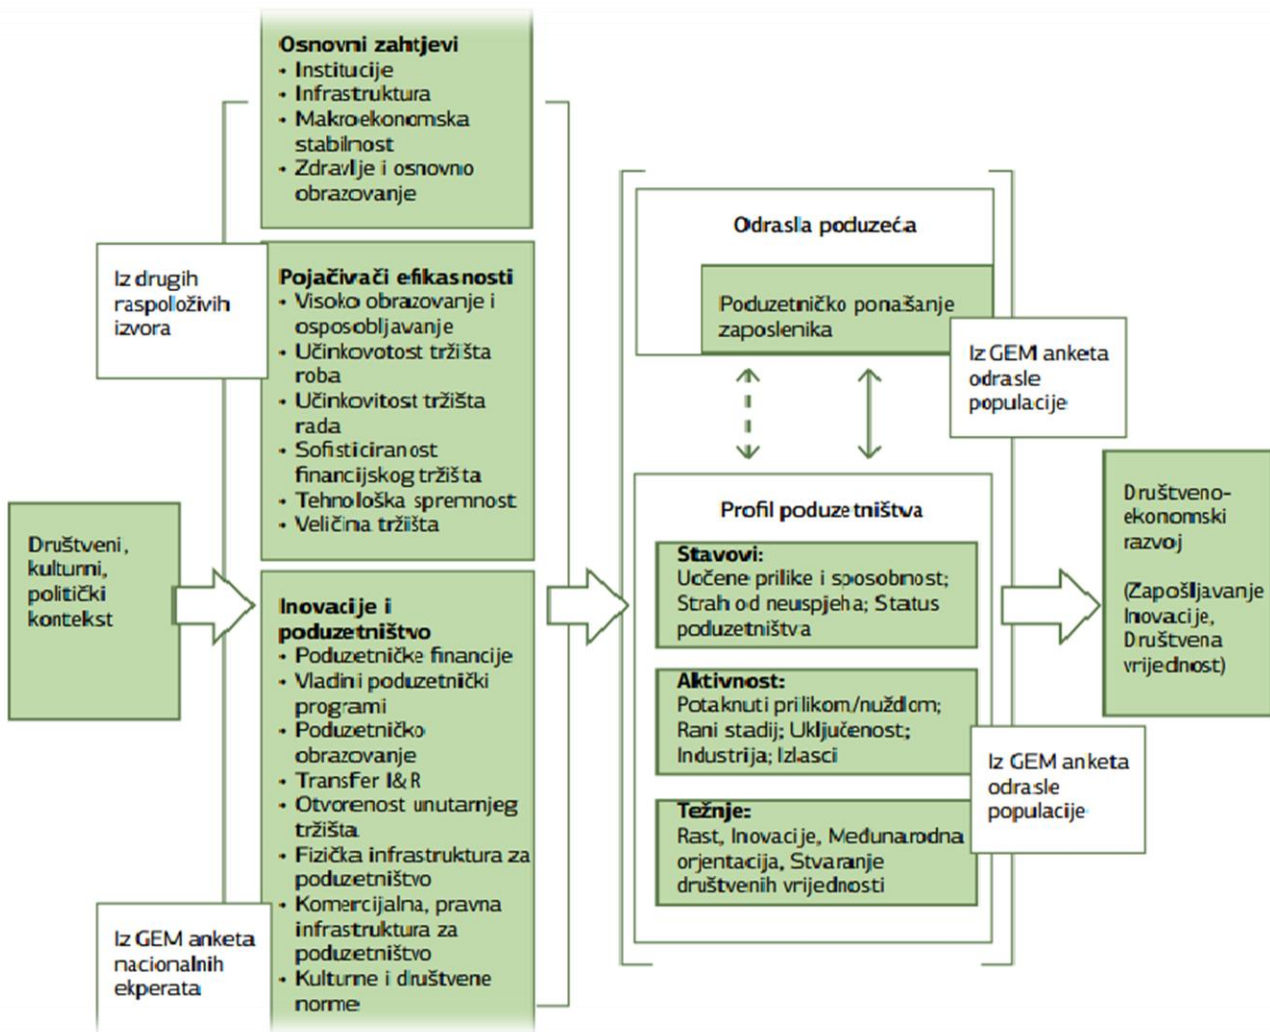 Osnovni zahtjevi
• Institucije
• Infrastruktura
• Makroekonomska
stabilnost
• Zdravlje i osnovno
obrazovanje
Iz drugih
raspolloživih
izvora
Pojačivači efikasnosti
• Visoko obrazovanje i
osposobljavanje
• Učinkovotost tržišta
roba
• Učinkovitost tržišta
rada
• Sofisticiranost
financijskog tržišta
• Tehnološka spremnost
• Veličina tržišta
Društveni,
kulturni,
politički
kontekst
Inovacije i
poduzetništvo
• Poduzetničke financije
• Vladini poduzetnički
programi
• Poduzetničko
obrazovanje
• Transfer I&R
• Otvorenost unutarnjeg
tržišta
• Fizička infrastruktura za
poduzetništvo
• Komercijalna, pravna
infrastruktura za
poduzetništvo
• Kulturne i društvene
norme
Iz GEM anketa
nacionalnih
ekperata
Odrasla poduzeća
Poduzetničko ponašanje
zaposlenika
Iz GEM anketa
odrasle
populacije
Profil poduzetništva
Stavovi:
Uočene prilike i sposobnost;
Strah od neuspjeha; Status
poduzetništva
Aktivnost:
Potaknuti prilikom/nuždom;
Rani stadij; Uključenost;
Industrija; Izlasci
Težnje:
Rast, Inovacije, Međunarodna
orjentacija, Stvaranje
društvenih vrijednosti
Iz GEM anketa
odrasle
populacije
Društveno-
ekonomski
razvoj
(Zapošljavanje
Inovacije,
Društvena
vrijednost)